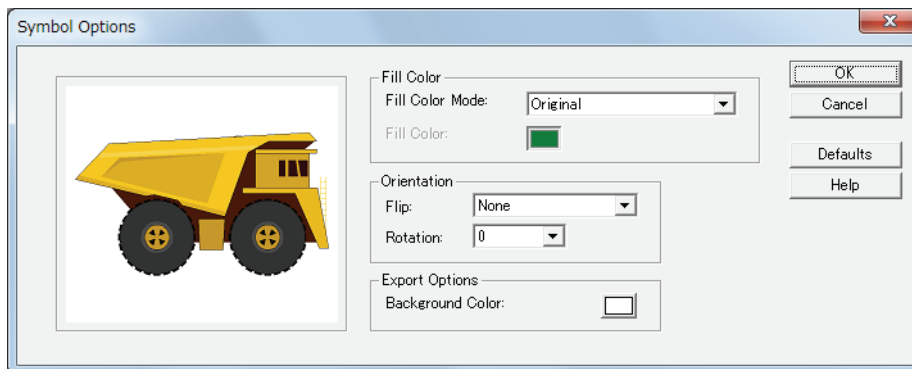 Symbol Options
Fill Color
Fill Color Mode: Original
Fill Color:
Orientation
Flip: None
Rotation: 0
Export Options
Background Color:
OK
Cancel
Defaults
Help